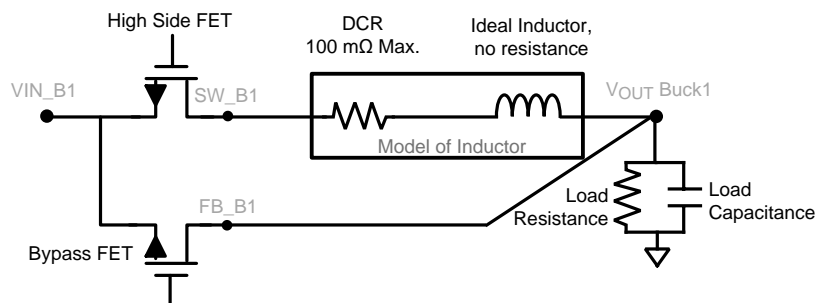 High Side FET
DCR
100 mΩ Max.
Ideal Inductor,
no resistance
VIN_B1
SW_B1
VOUT Buck1
Model of Inductor
FB_B1
Load
Resistance
Load
Capacitance
Bypass FET